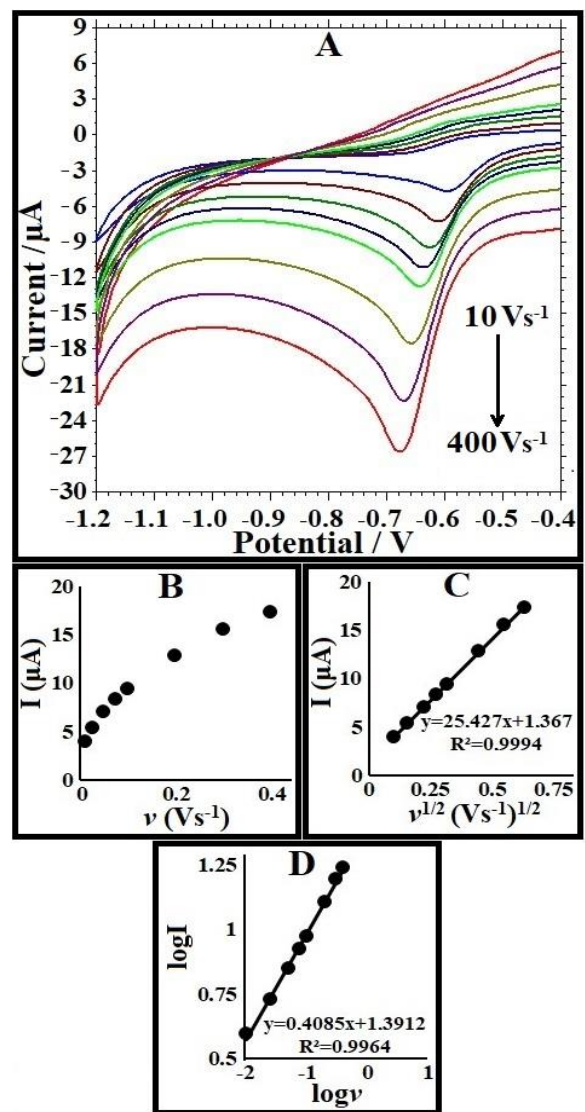 A
9
6
3
0
-3
-6
-9
-12
-15
-18
-21
-24
-27
-30
Current /µA
10 Vs-1
400 Vs-1
-1.2 -1.1 -1.0 -0.9 -0.8 -0.7 -0.6 -0.5 -0.4
Potential / V
B
20
15
10
5
0
I (µA)
0 0.2 0.4
v (Vs-1)
C
20
15
10
5
0
I (µA)
y=25.427x+1.367
R²=0.9994
0 0.25 0.50 0.75
v1/2 (Vs-1)1/2
D
1.25
1
0.75
0.5
logI
y=0.4085x+1.3912
R²=0.9964
-2 -1 0 1
logv